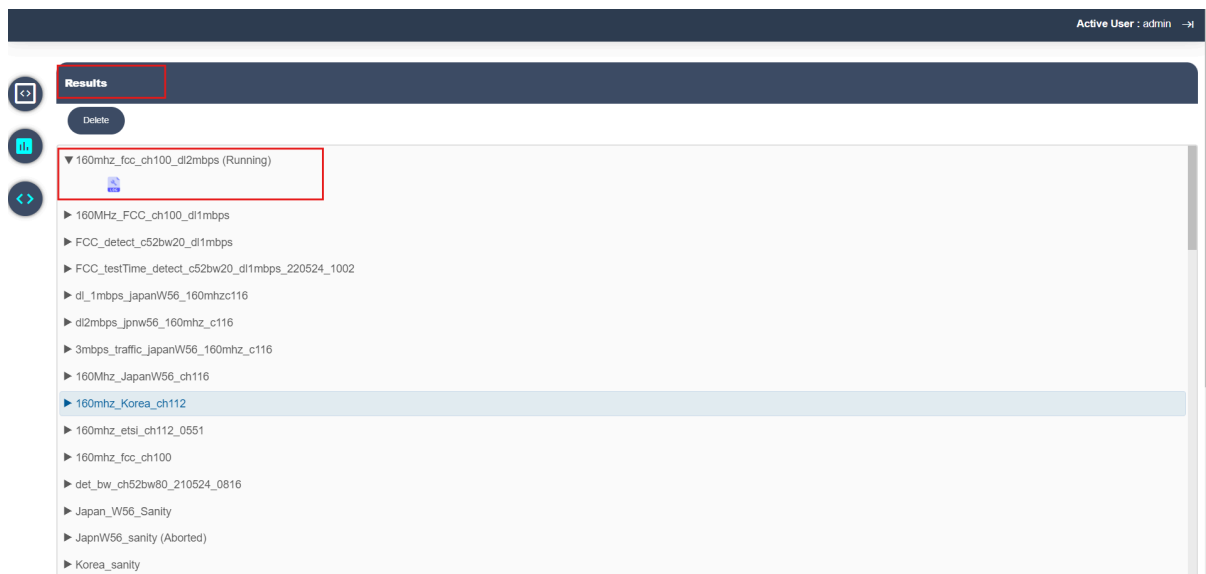 Active User : admin
Results
Delete
160mhz_fcc_ch100_dl2mbps (Running)
160MHz_FCC_ch100_dl1mbps
FCC_detect_c52bw20_dl1mbps
FCC_testTime_detect_c52bw20_dl1mbps_220524_1002
dl_1mbps_japanW56_160mhzc116
dl2mbps_jpnw56_160mhz_c116
3mbps_traffic_japanW56_160mhz_c116
160Mhz_JapanW56_ch116
160mhz_Korea_ch112
160mhz_etsi_ch112_0551
160mhz_fcc_ch100
det_bw_ch52bw80_210524_0816
Japan_W56_Sanity
JapnW56_sanity (Aborted)
Korea_sanity